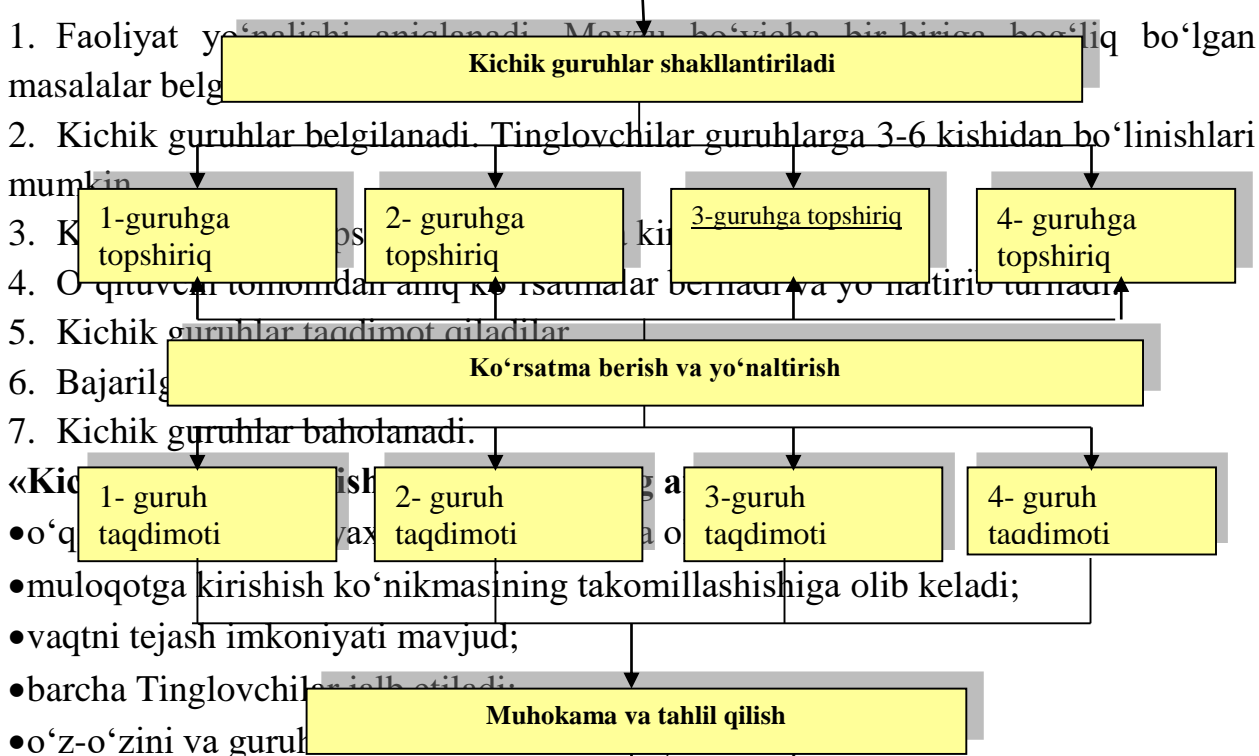 1. Faoliyat yo‘nalishi aniqlanadi. Mavzu bo‘yicha bir-biriga bog‘liq bo‘lgan
Kichik guruhlar shakllantiriladi
masalalar belg
2. Kichik guruhlar belgilanadi. Tinglovchilar guruhlarga 3-6 kishidan bo‘linishlari
mumkin
1-guruhga
topshiriq
2- guruhga
topshiriq
3-guruhga topshiriq
4- guruhga
topshiriq
3. K
4. O‘qituvchi tomonidan aniq ko‘rsatmalar beriladi va yo‘naltirib turiladi.
5. Kichik guruhlar taqdimot qiladilar
Ko‘rsatma berish va yo‘naltirish
6. Bajarilg
7. Kichik guruhlar baholanadi.
«Kic
1- guruh
taqdimoti
2- guruh
taqdimoti
3-guruh
taqdimoti
4- guruh
taqdimoti
•o‘q
•muloqotga kirishish ko‘nikmasining takomillashishiga olib keladi;
•vaqtni tejash imkoniyati mavjud;
•barcha Tinglovchilar jalb etiladi;
Muhokama va tahlil qilish
•o‘z-o‘zini va guruh